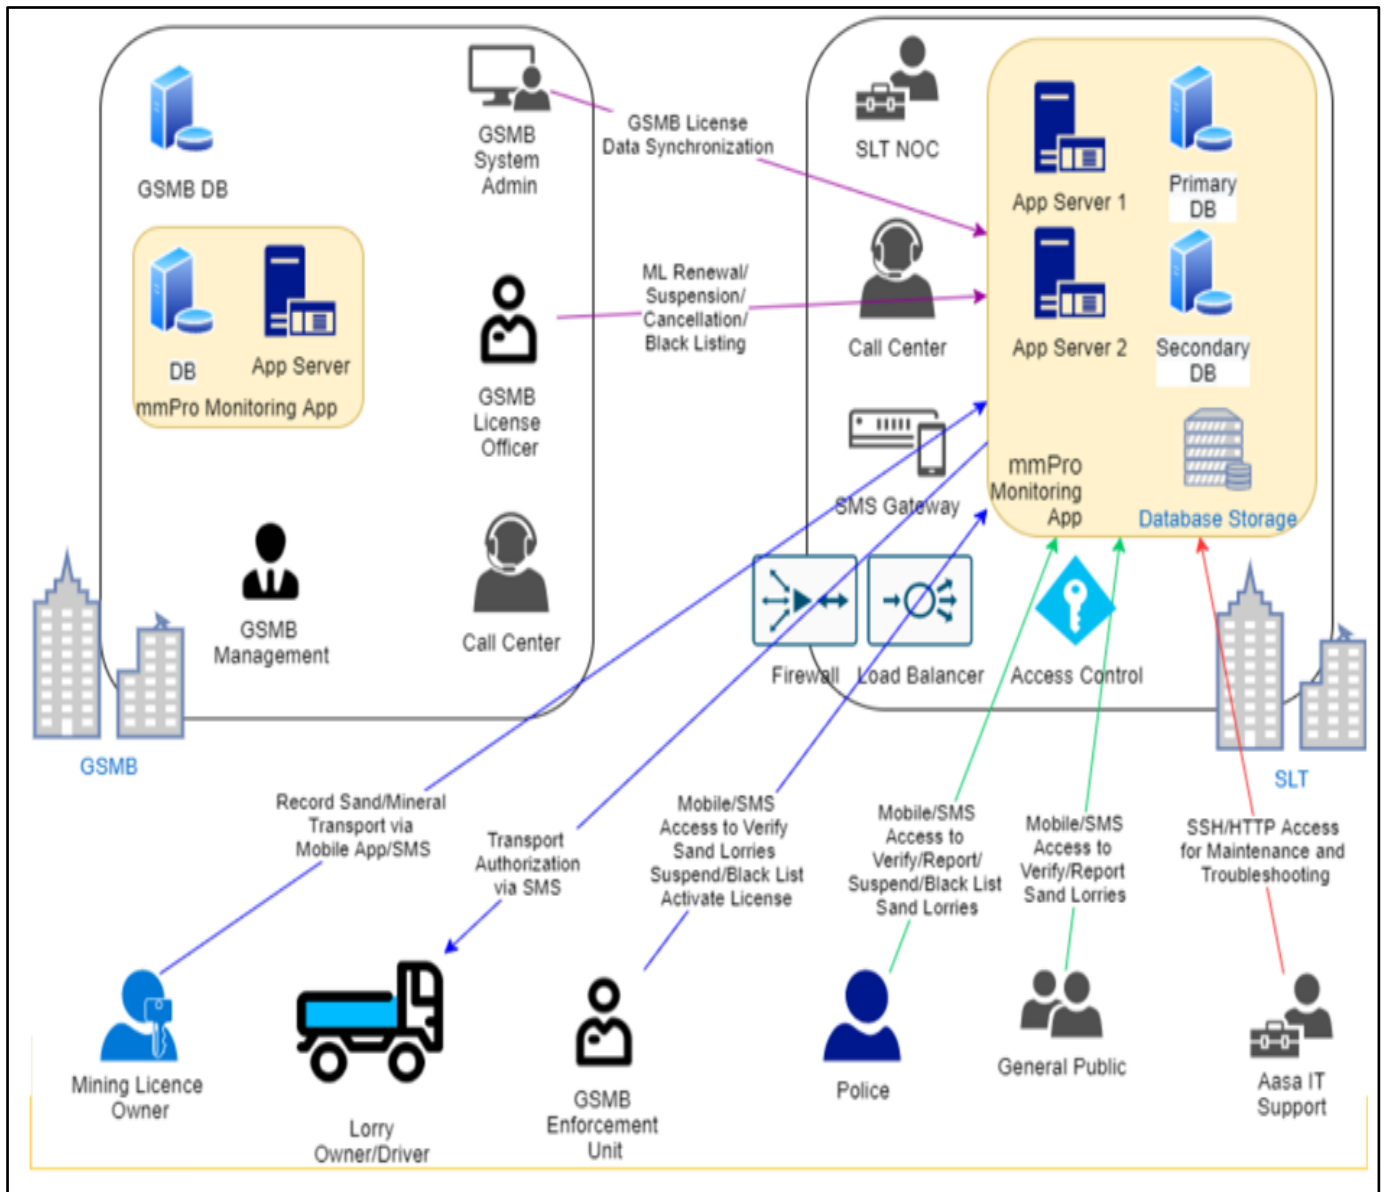 GSMB DB
GSMB
System
Admin
GSMB License
Data Synchronization
SLT NOC
App Server 1
Primary
DB
DB
App Server
mmPro Monitoring App
GSMB
License
Officer
ML Renewal/
Suspension/
Cancellation/
Black Listing
Call Center
App Server 2
Secondary
DB
SMS Gateway
mmPro
Monitoring
App
Database Storage
GSMB
Management
Call Center
Firewall
Load Balancer
Access Control
GSMB
SLT
Record Sand/Mineral
Transport via
Mobile App/SMS
Transport
Authorization
via SMS
Mobile/SMS
Access to Verify
Sand Lorries
Suspend/Black List
Activate License
Mobile/SMS
Access to
Verify/Report/
Suspend/Black List
Sand Lorries
Mobile/SMS
Access to
Verify/Report
Sand Lorries
SSH/HTTP Access
for Maintenance and
Troubleshooting
Mining Licence
Owner
Lorry
Owner/Driver
GSMB
Enforcement
Unit
Police
General Public
Aasa IT
Support